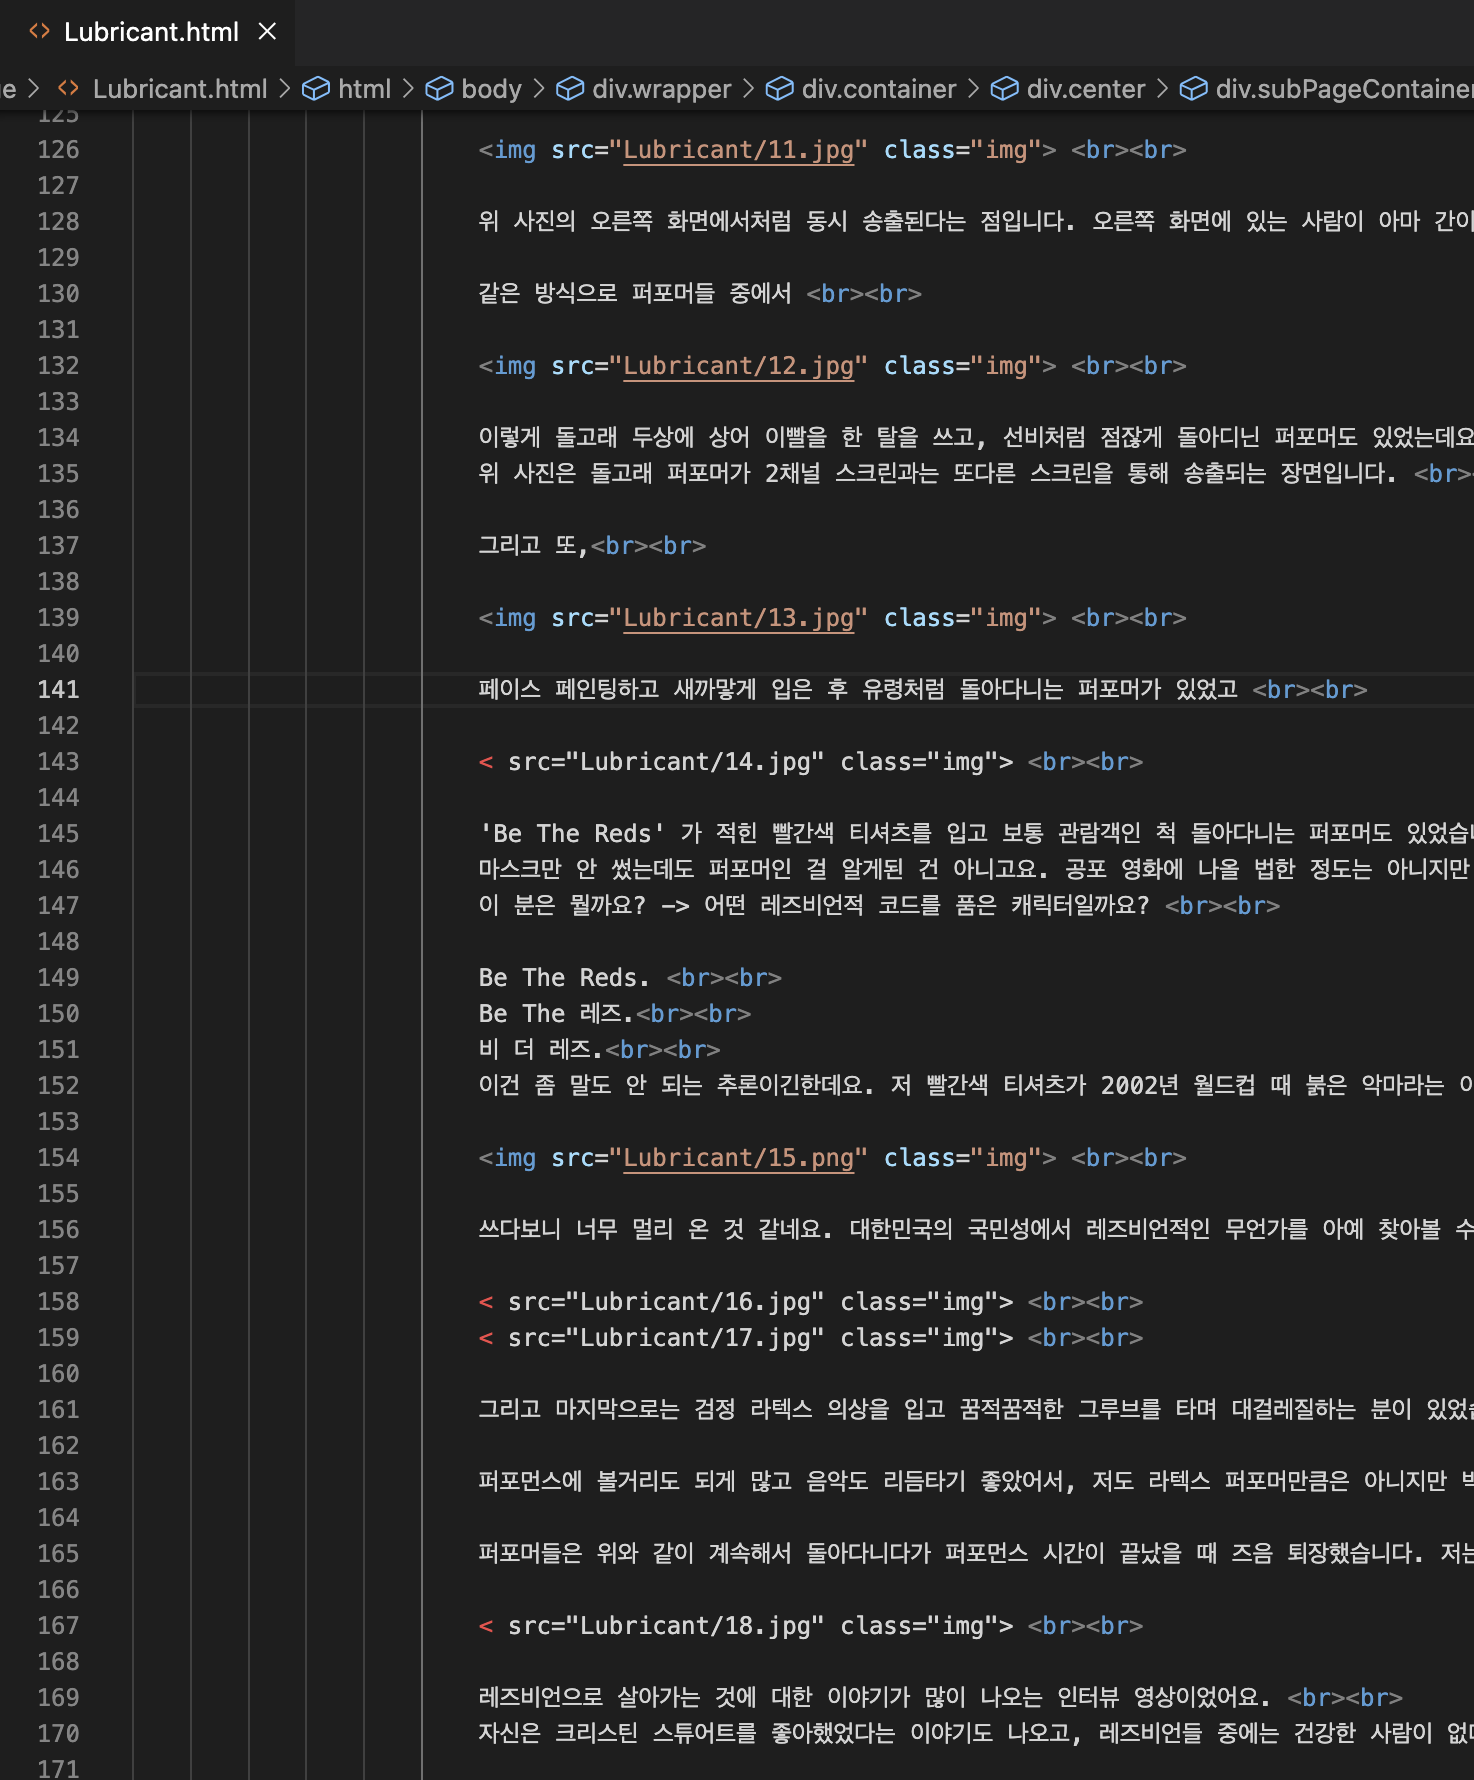 Lubricant.html
e > Lubricant.html > html > body > div.wrapper > div.container > div.center > div.subPageContainer
125
126 <img src="Lubricant/11.jpg" class="img"> <br><br>
127
128 위 사진의 오른쪽 화면에서처럼 동시 송출된다는 점입니다. 오른쪽 화면에 있는 사람이 아마 간이
129
130 같은 방식으로 퍼포머들 중에서 <br><br>
131
132 <img src="Lubricant/12.jpg" class="img"> <br><br>
133
134 이렇게 돌고래 두상에 상어 이빨을 한 탈을 쓰고, 선비처럼 점잖게 돌아디닌 퍼포머도 있었는데요
135 위 사진은 돌고래 퍼포머가 2채널 스크린과는 또다른 스크린을 통해 송출되는 장면입니다. <br>
136
137 그리고 또,<br><br>
138
139 <img src="Lubricant/13.jpg" class="img"> <br><br>
140
141 페이스 페인팅하고 새까맣게 입은 후 유령처럼 돌아다니는 퍼포머가 있었고 <br><br>
142
143 < src="Lubricant/14.jpg" class="img"> <br><br>
144
145 'Be The Reds' 가 적힌 빨간색 티셔츠를 입고 보통 관람객인 척 돌아다니는 퍼포머도 있었습
146 마스크만 안 썼는데도 퍼포머인 걸 알게된 건 아니고요. 공포 영화에 나올 법한 정도는 아니지만
147 이 분은 뭘까요? —> 어떤 레즈비언적 코드를 품은 캐릭터일까요? <br><br>
148
149 Be The Reds. <br><br>
150 Be The 레즈.<br><br>
151 비 더 레즈.<br><br>
152 이건 좀 말도 안 되는 추론이긴한데요. 저 빨간색 티셔츠가 2002년 월드컵 때 붉은 악마라는 이
153
154 <img src="Lubricant/15.png" class="img"> <br><br>
155
156 쓰다보니 너무 멀리 온 것 같네요. 대한민국의 국민성에서 레즈비언적인 무언가를 아예 찾아볼 수
157
158 < src="Lubricant/16.jpg" class="img"> <br><br>
159 < src="Lubricant/17.jpg" class="img"> <br><br>
160
161 그리고 마지막으로는 검정 라텍스 의상을 입고 꿈적꿈적한 그루브를 타며 대걸레질하는 분이 있었습
162
163 퍼포먼스에 볼거리도 되게 많고 음악도 리듬타기 좋았어서, 저도 라텍스 퍼포머만큼은 아니지만
164
165 퍼포머들은 위와 같이 계속해서 돌아다니다가 퍼포먼스 시간이 끝났을 때 즈음 퇴장했습니다. 저는
166
167 < src="Lubricant/18.jpg" class="img"> <br><br>
168
169 레즈비언으로 살아가는 것에 대한 이야기가 많이 나오는 인터뷰 영상이었어요. <br><br>
170 자신은 크리스틴 스튜어트를 좋아했었다는 이야기도 나오고, 레즈비언들 중에는 건강한 사람이 없다
171